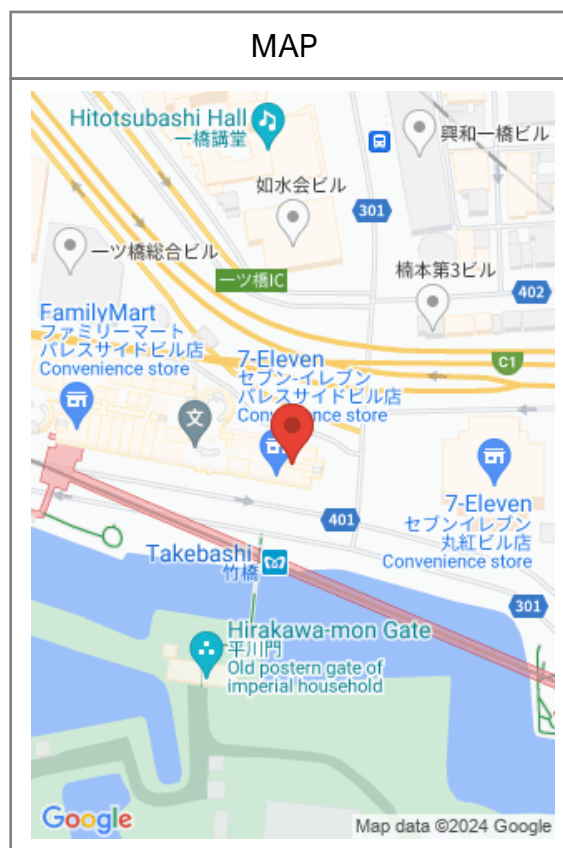 MAP
Hitotsubashi Hall
一橋講堂
興和一橋ビル
如水会ビル
301
一ツ橋総合ビル
一ツ橋IC
楠本第3ビル
402
FamilyMart
ファミリーマート
パレスサイドビル店
Convenience store
7-Eleven
セブン-イレブン
パレスサイドビル店
Convenience store
C1
文
401
7-Eleven
セブンイレブン
丸紅ビル店
Convenience store
Takebashi
竹橋
301
Hirakawa-mon Gate
平川門
Old postern gate of
imperial household
Google
Map data ©2024 Google